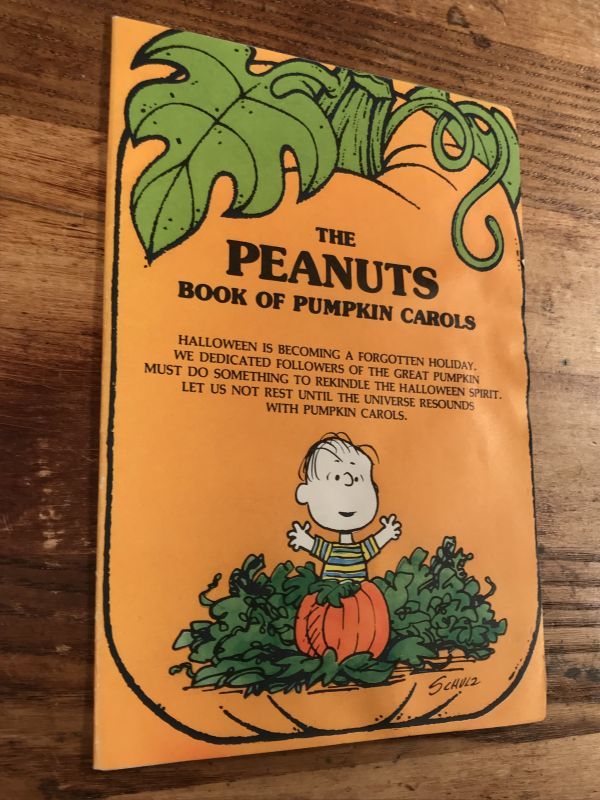 THE
PEANUTS
BOOK OF PUMPKIN CAROLS
HALLOWEEN IS BECOMING A FORGOTTEN HOLIDAY.
WE DEDICATED FOLLOWERS OF THE GREAT PUMPKIN
MUST DO SOMETHING TO REKINDLE THE HALLOWEEN SPIRIT.
LET US NOT REST UNTIL THE UNIVERSE RESOUNDS
WITH PUMPKIN CAROLS.
SCHULZ